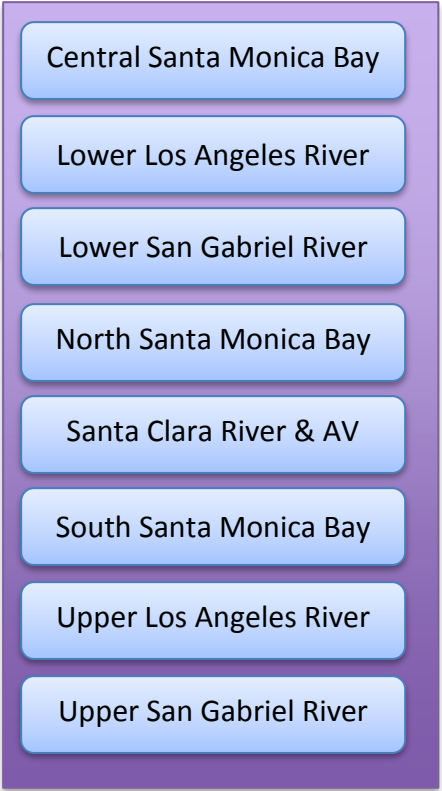 Central Santa Monica Bay
Lower Los Angeles River
Lower San Gabriel River
North Santa Monica Bay
Santa Clara River & AV
South Santa Monica Bay
Upper Los Angeles River
Upper San Gabriel River